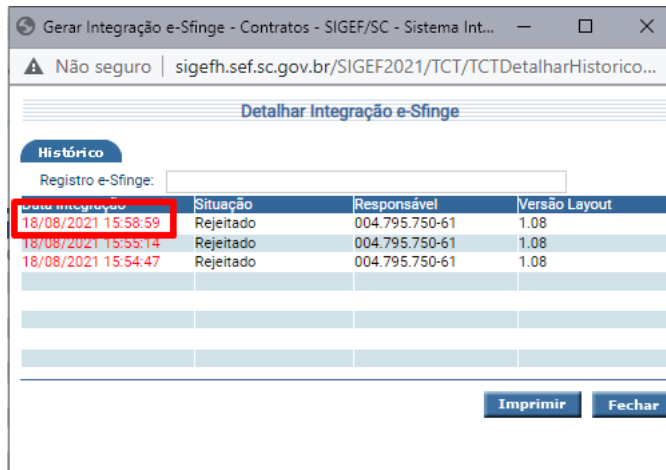 Gerar Integração e-Sfinge - Contratos - SIGEF/SC - Sistema Int...
Não seguro | sigefh.sef.sc.gov.br/SIGEF2021/TCT/TCTDetalharHistorico...
Detalhar Integração e-Sfinge
Histórico
Registro e-Sfinge:
Data Integração Situação Responsável Versão Layout
18/08/2021 15:58:59 Rejeitado 004.795.750-61 1.08
18/08/2021 15:55:14 Rejeitado 004.795.750-61 1.08
18/08/2021 15:54:47 Rejeitado 004.795.750-61 1.08
Imprimir Fechar